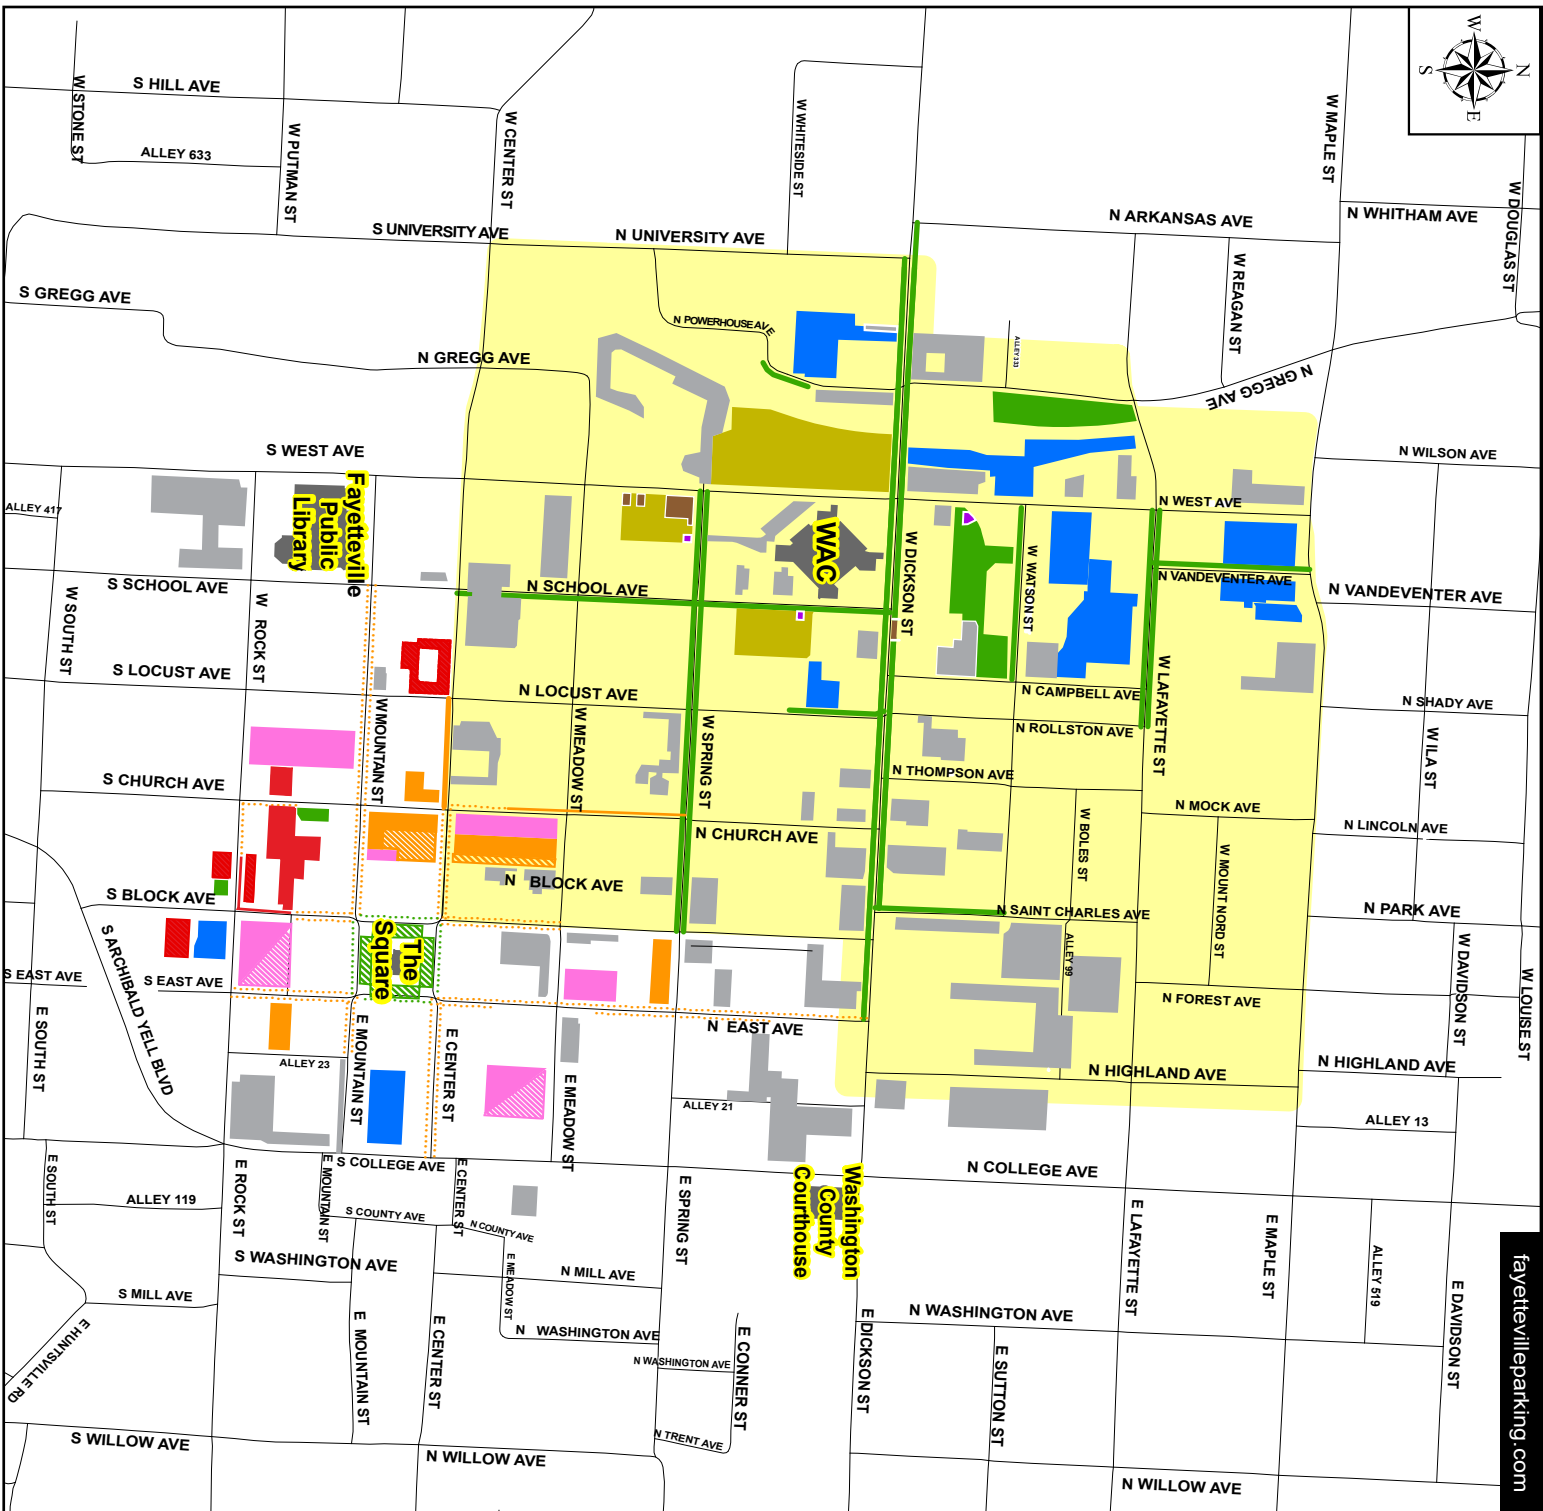 W
N
S
E
S HILL AVE
W STONE ST
ALLEY 633
W PUTMAN ST
W CENTER ST
W WHITESIDE ST
W MAPLE ST
W DOUGLAS ST
N WHITHAM AVE
N ARKANSAS AVE
S UNIVERSITY AVE
N UNIVERSITY AVE
W REAGAN ST
S GREGG AVE
N POWERHOUSE AVE
ALLEY 333
N GREGG AVE
N GREGG AVE
S WEST AVE
N WILSON AVE
N WEST AVE
ALLEY 417
Fayetteville
Public
Library
WAC
W DICKSON ST
W WATSON ST
N VANDEVENTER AVE
N VANDEVENTER AVE
S SCHOOL AVE
N SCHOOL AVE
W SOUTH ST
W ROCK ST
S LOCUST AVE
N LOCUST AVE
N CAMPBELL AVE
N SHADY AVE
W LAFAYETTE ST
W MOUNTAIN ST
W MEADOW ST
W SPRING ST
N ROLLSTON AVE
W ILA ST
S CHURCH AVE
N THOMPSON AVE
N MOCK AVE
N LINCOLN AVE
N CHURCH AVE
W BOLES ST
W MOUNT NORD ST
S BLOCK AVE
N BLOCK AVE
N SAINT CHARLES AVE
N PARK AVE
S ARCHIBALD YELL BLVD
The
Square
ALLEY 99
W DAVIDSON ST
W LOUISE ST
S EAST AVE
S EAST AVE
N FOREST AVE
E SOUTH ST
E MOUNTAIN ST
E CENTER ST
N EAST AVE
ALLEY 23
E MEADOW ST
N HIGHLAND AVE
N HIGHLAND AVE
ALLEY 21
ALLEY 13
E SOUTH ST
E ROCK ST
E MOUNTAIN ST
S COLLEGE AVE
E CENTER ST
N COLLEGE AVE
Washington
County
Courthouse
ALLEY 119
S COUNTY AVE
N COUNTY AVE
E SPRING ST
E LAFAYETTE ST
E MAPLE ST
ALLEY 519
S WASHINGTON AVE
E MEADOW ST
N MILL AVE
S MILL AVE
E HUNTSVILLE RD
E MOUNTAIN ST
E CENTER ST
N WASHINGTON AVE
N WASHINGTON AVE
N WASHINGTON AVE
E CONNER ST
E DICKSON ST
E SUTTON ST
E DAVIDSON ST
N TRENT AVE
S WILLOW AVE
N WILLOW AVE
N WILLOW AVE
fayettevilleparking.com